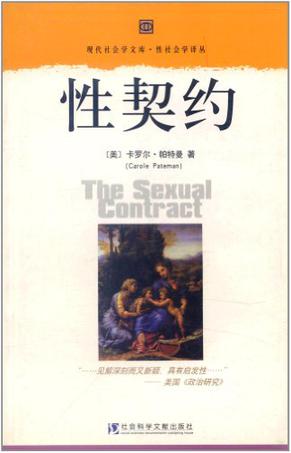 现代社会学文库·性社会学译丛
性契约
〔美〕卡罗尔·帕特曼 著
(Carole Pateman)
The Sexual
Contract
“……见解深刻而又新颖，具有启发性……”
——美国《政治研究》
社会科学文献出版社